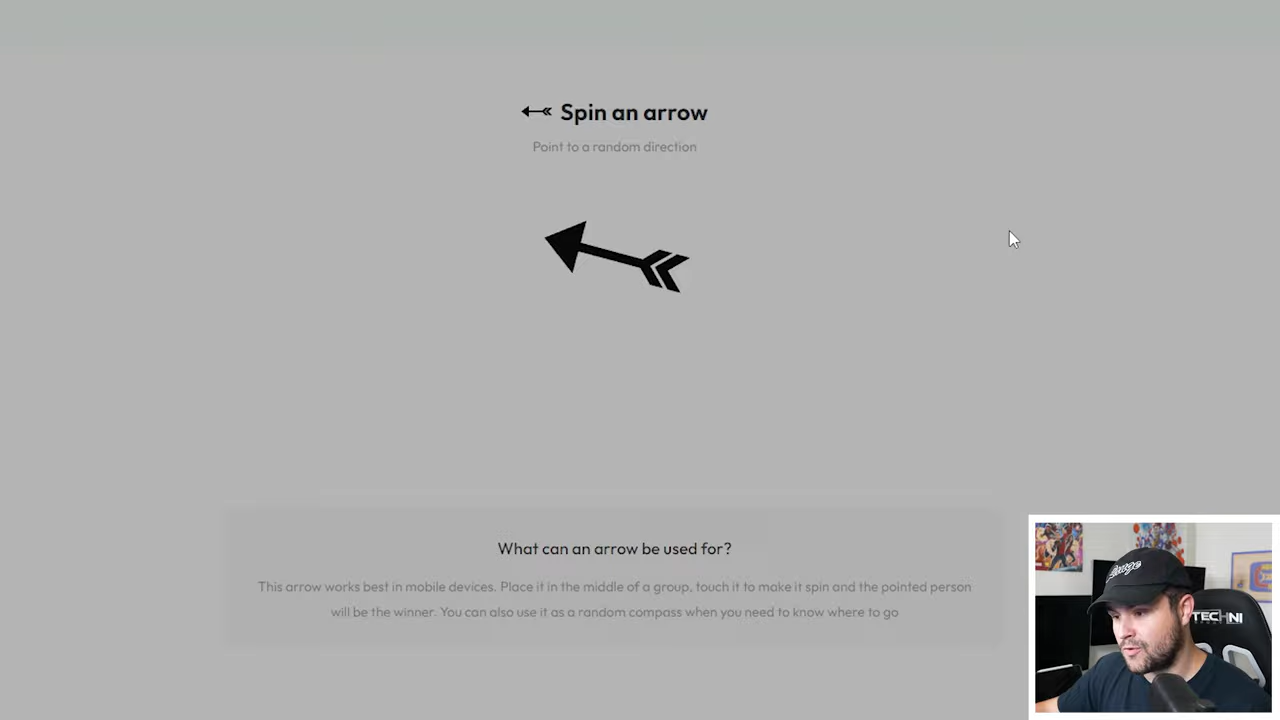 Spin an arrow
Point to a random direction
What can an arrow be used for?
This arrow works best in mobile devices. Place it in the middle of a group, touch it to make it spin and the pointed person
will be the winner. You can also use it as a random compass when you need to know where to go
TECHNI